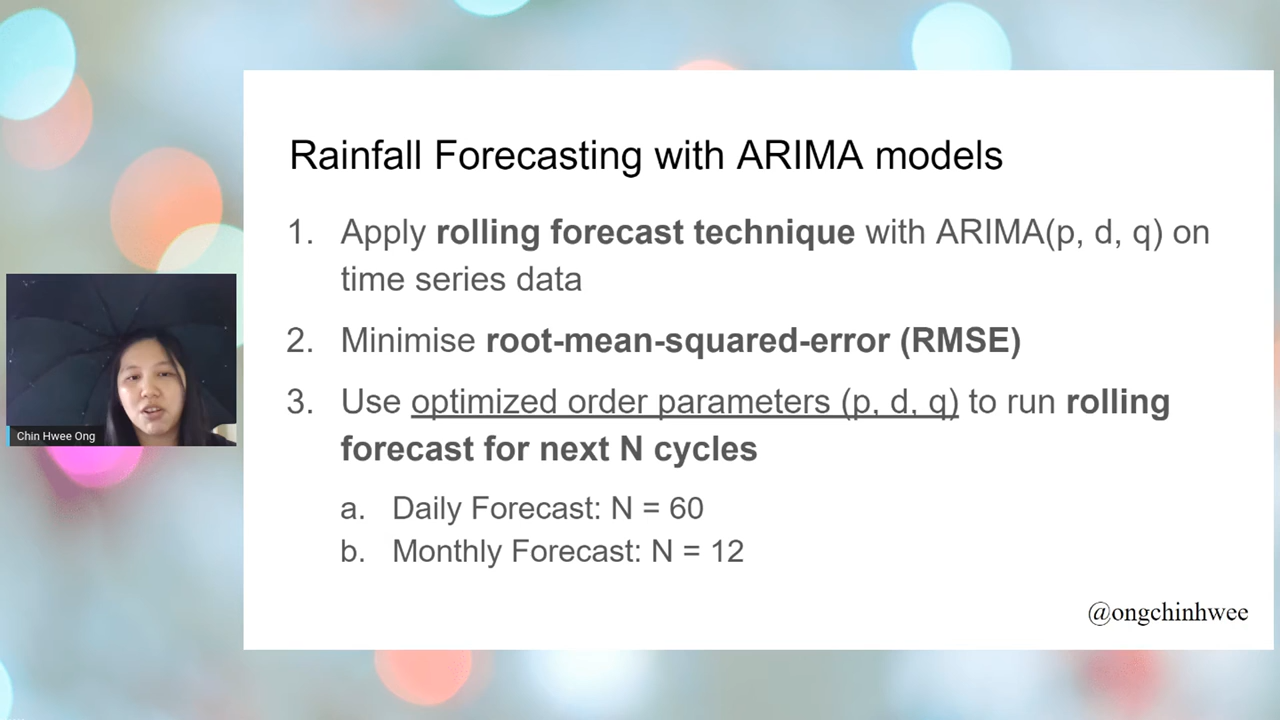 Rainfall Forecasting with ARIMA models
1. Apply rolling forecast technique with ARIMA(p, d, q) on
time series data
2. Minimise root-mean-squared-error (RMSE)
3. Use optimized order parameters (p, d, q) to run rolling
forecast for next N cycles
a. Daily Forecast: N = 60
b. Monthly Forecast: N = 12
@ongchinhwee
Chin Hwee Ong